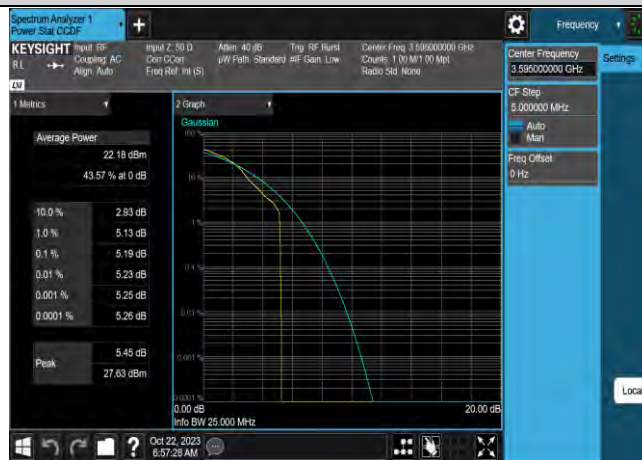 Spectrum Analyzer 1
Power Stat CCDF
Frequency
KEYSIGHT
RL
Input: RF
Coupling: AC
Align: Auto
Input Z: 50 Ω
Corr CCorr
Freq Ref: Int (S)
Atten: 40 dB
µW Path: Standard
Trig: RF Burst
#IF Gain: Low
Center Freq: 3.595000000 GHz
Counts: 1.00 M/1.00 Mpt
Radio Std: None
LNI
Center Frequency
3.595000000 GHz
Settings
CF Step
5.000000 MHz
Auto
Man
Freq Offset
0 Hz
1 Metrics
Average Power
22.18 dBm
43.57 % at 0 dB
10.0 % 2.93 dB
1.0 % 5.13 dB
0.1 % 5.19 dB
0.01 % 5.23 dB
0.001 % 5.25 dB
0.0001 % 5.26 dB
Peak
5.45 dB
27.63 dBm
2 Graph
Gaussian
100 %
10 %
1 %
0.1 %
0.01 %
0.001 %
0.0001 %
0.00 dB 20.00 dB
Info BW 25.000 MHz
Local
Oct 22, 2023
6:57:28 AM